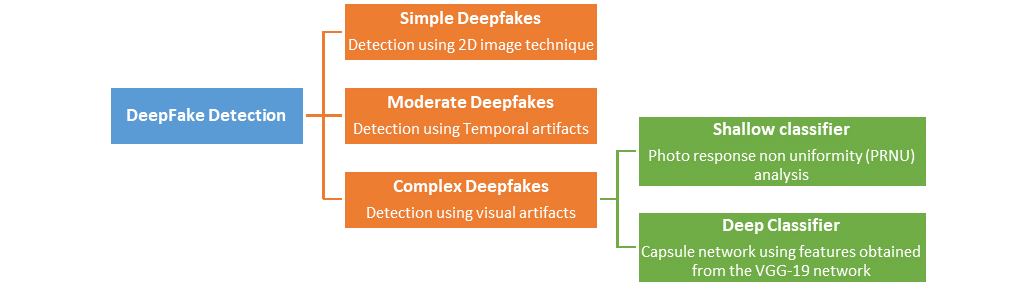 DeepFake Detection
Simple Deepfakes
Detection using 2D image technique
Moderate Deepfakes
Detection using Temporal artifacts
Complex Deepfakes
Detection using visual artifacts
Shallow classifier
Photo response non uniformity (PRNU)
analysis
Deep Classifier
Capsule network using features obtained
from the VGG-19 network